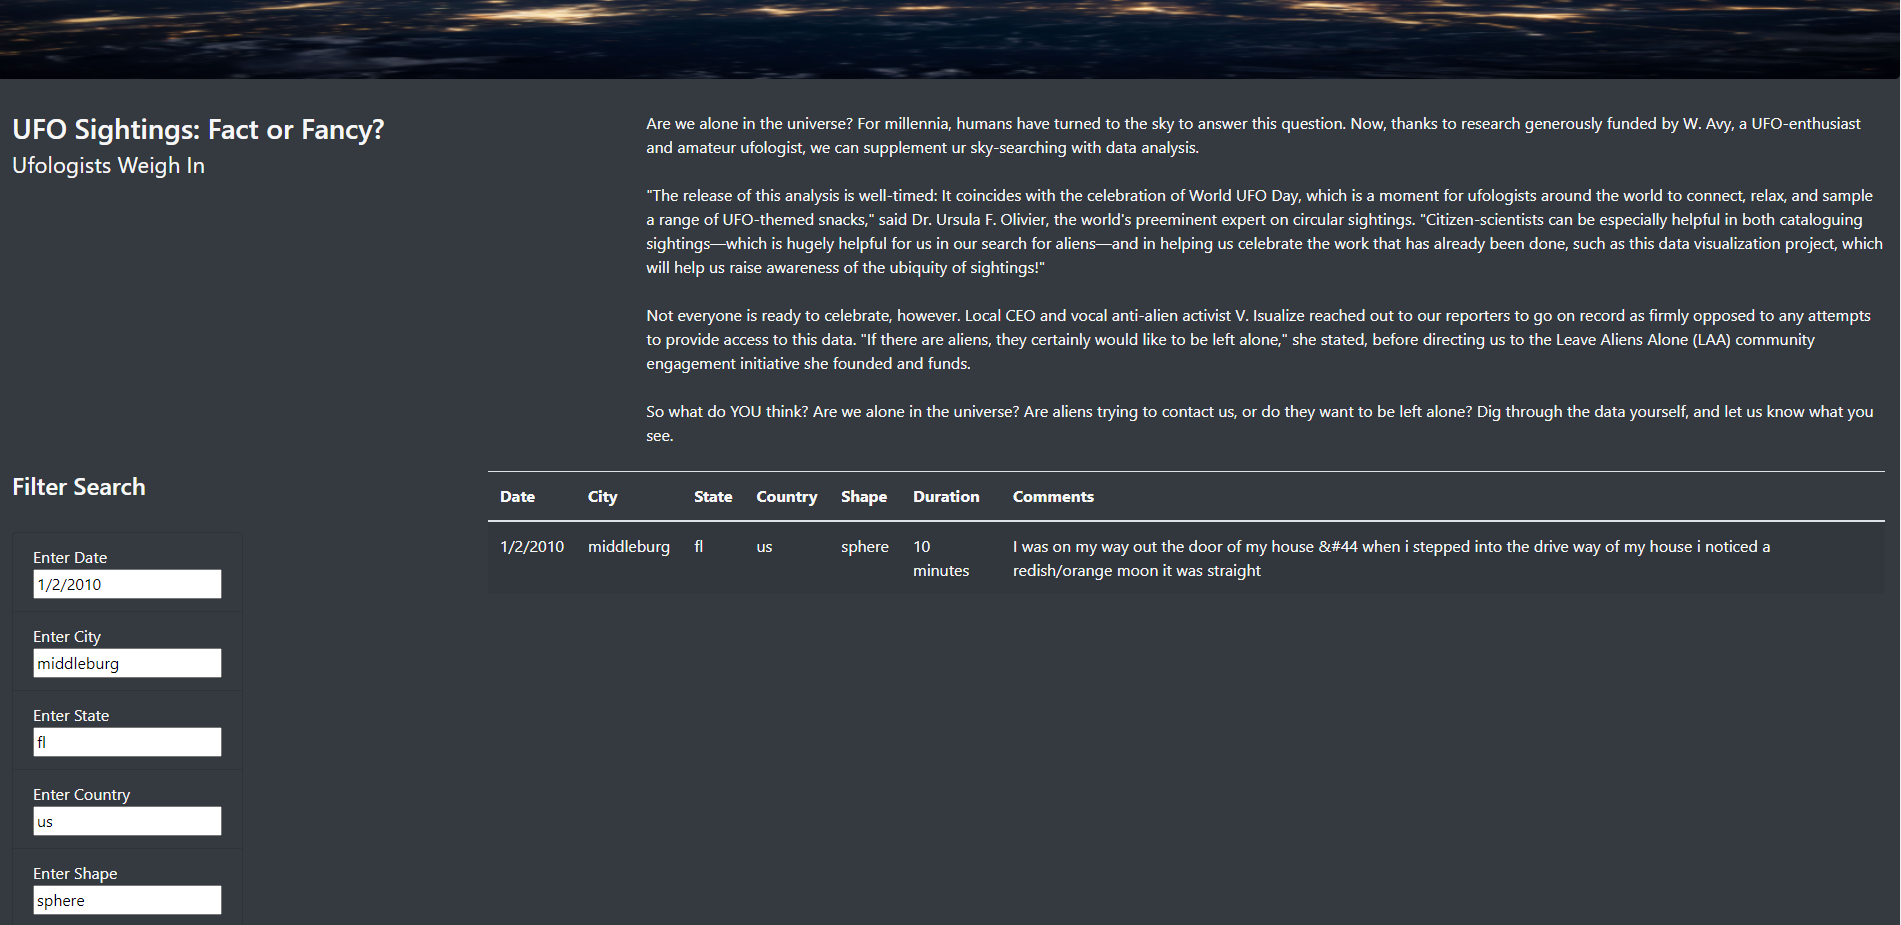 UFO Sightings: Fact or Fancy?
Ufologists Weigh In
Are we alone in the universe? For millennia, humans have turned to the sky to answer this question. Now, thanks to research generously funded by W. Avy, a UFO-enthusiast
and amateur ufologist, we can supplement ur sky-searching with data analysis.
"The release of this analysis is well-timed: It coincides with the celebration of World UFO Day, which is a moment for ufologists around the world to connect, relax, and sample
a range of UFO-themed snacks," said Dr. Ursula F. Olivier, the world's preeminent expert on circular sightings. "Citizen-scientists can be especially helpful in both cataloguing
sightings—which is hugely helpful for us in our search for aliens—and in helping us celebrate the work that has already been done, such as this data visualization project, which
will help us raise awareness of the ubiquity of sightings!"
Not everyone is ready to celebrate, however. Local CEO and vocal anti-alien activist V. Isualize reached out to our reporters to go on record as firmly opposed to any attempts
to provide access to this data. "If there are aliens, they certainly would like to be left alone," she stated, before directing us to the Leave Aliens Alone (LAA) community
engagement initiative she founded and funds.
So what do YOU think? Are we alone in the universe? Are aliens trying to contact us, or do they want to be left alone? Dig through the data yourself, and let us know what you
see.
Filter Search
Enter Date
1/2/2010
Enter City
middleburg
Enter State
fl
Enter Country
us
Enter Shape
sphere
Date City State Country Shape Duration Comments
1/2/2010 middleburg fl us sphere 10 minutes I was on my way out the door of my house &#44 when i stepped into the drive way of my house i noticed a
redish/orange moon it was straight